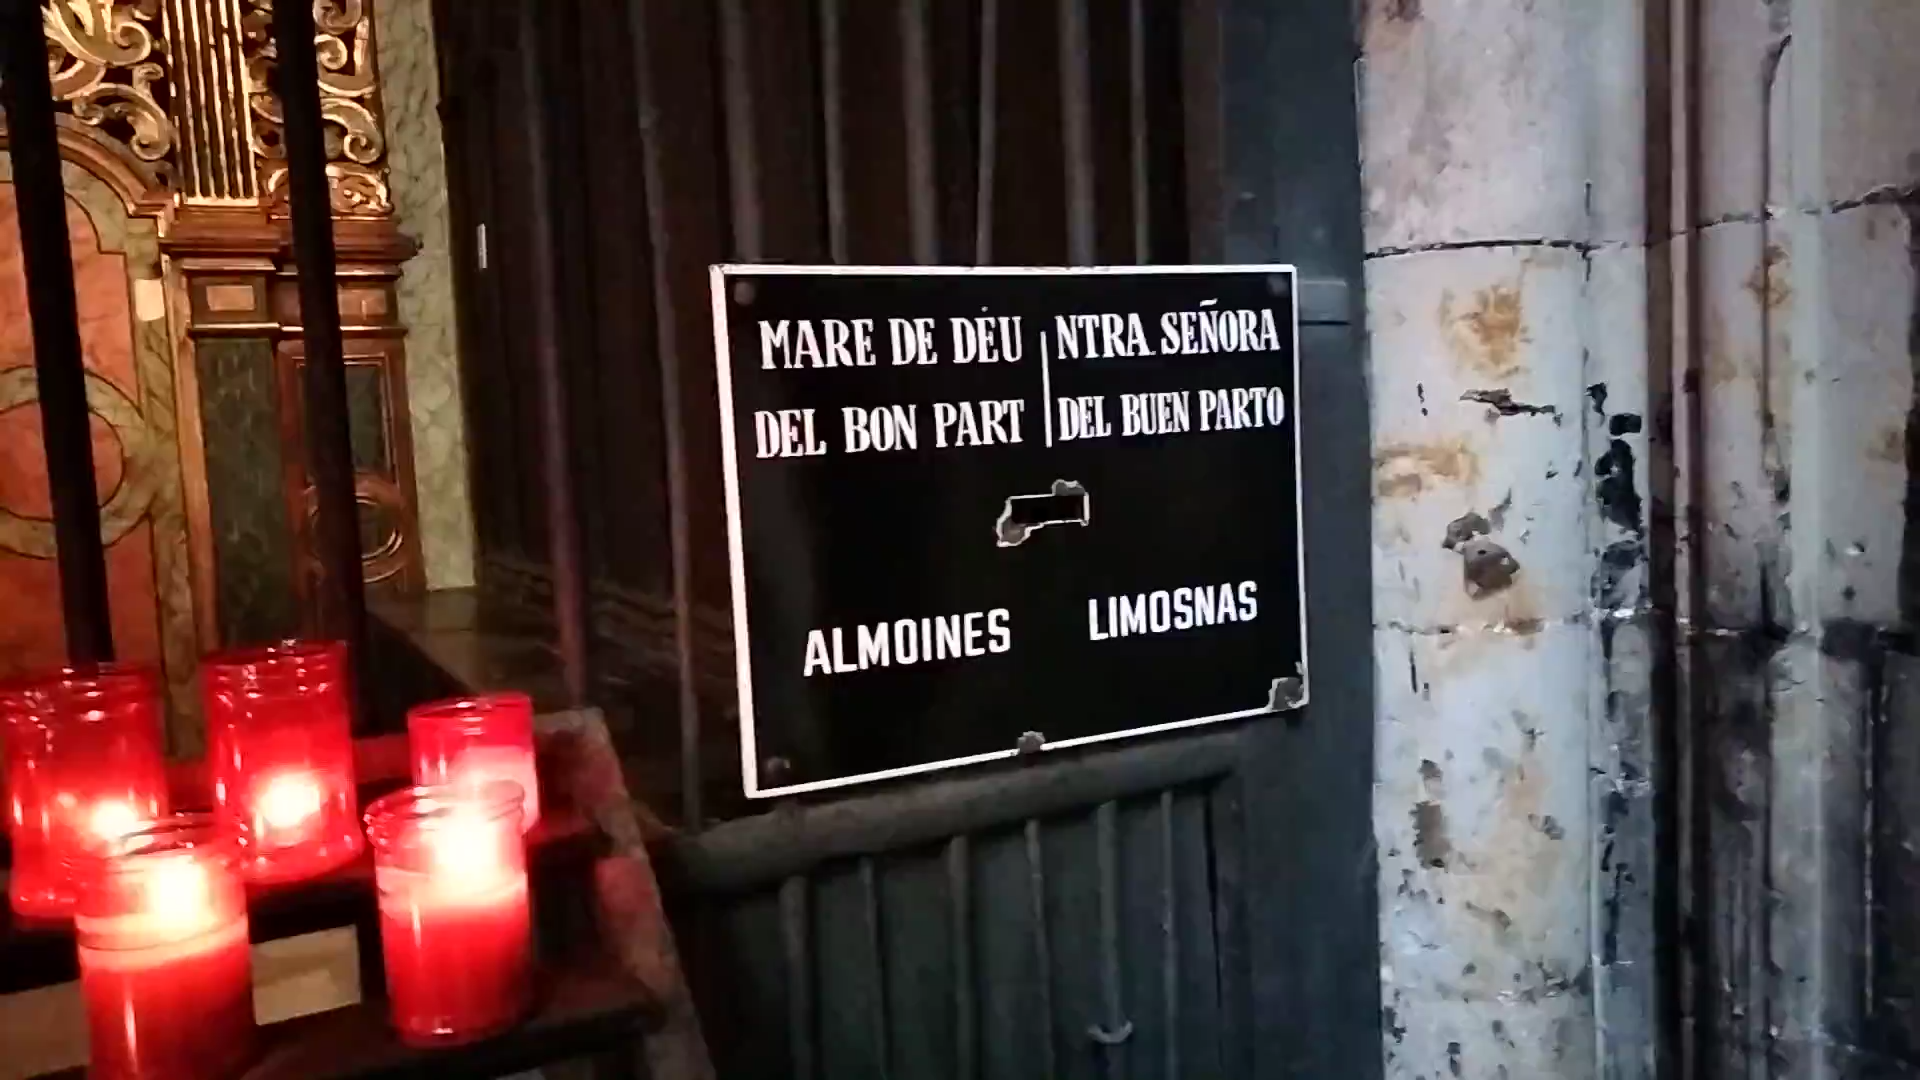 MARE DE DÉU
DEL BON PART
NTRA. SEÑORA
DEL BUEN PARTO
ALMOINES
LIMOSNAS